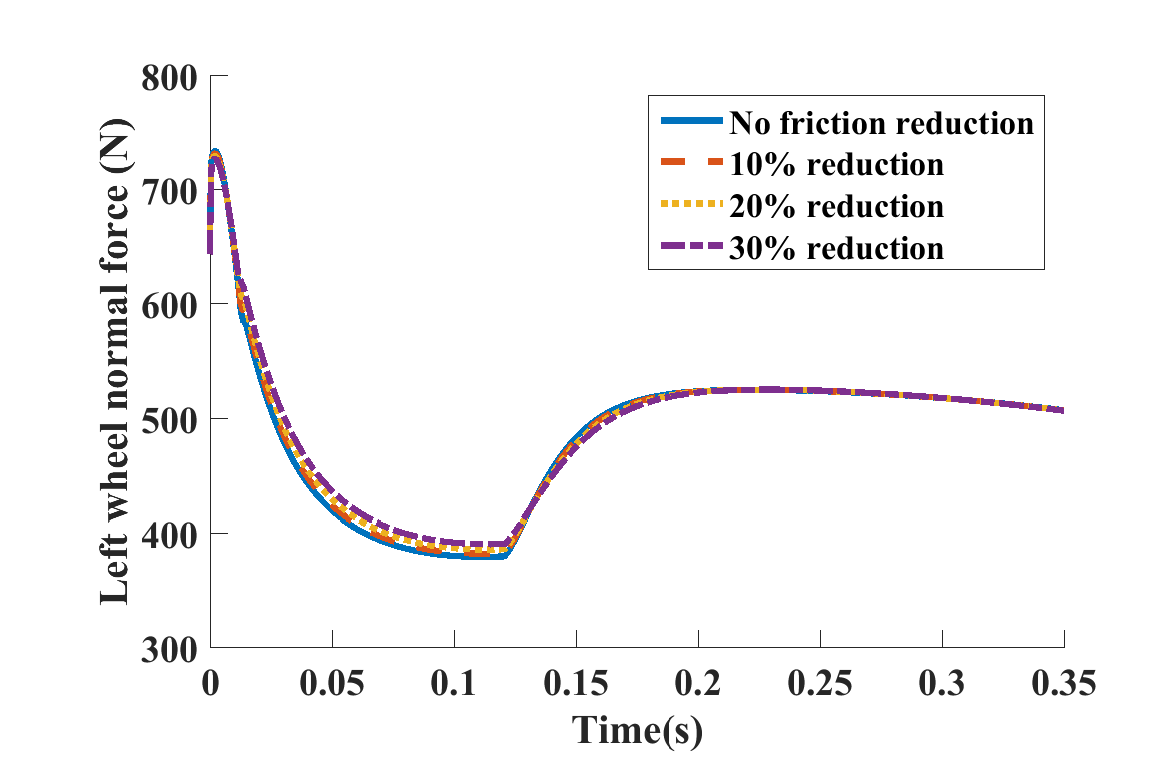 800
700
600
500
400
300
Left wheel normal force (N)
No friction reduction
10% reduction
20% reduction
30% reduction
0 0.05 0.1 0.15 0.2 0.25 0.3 0.35
Time(s)